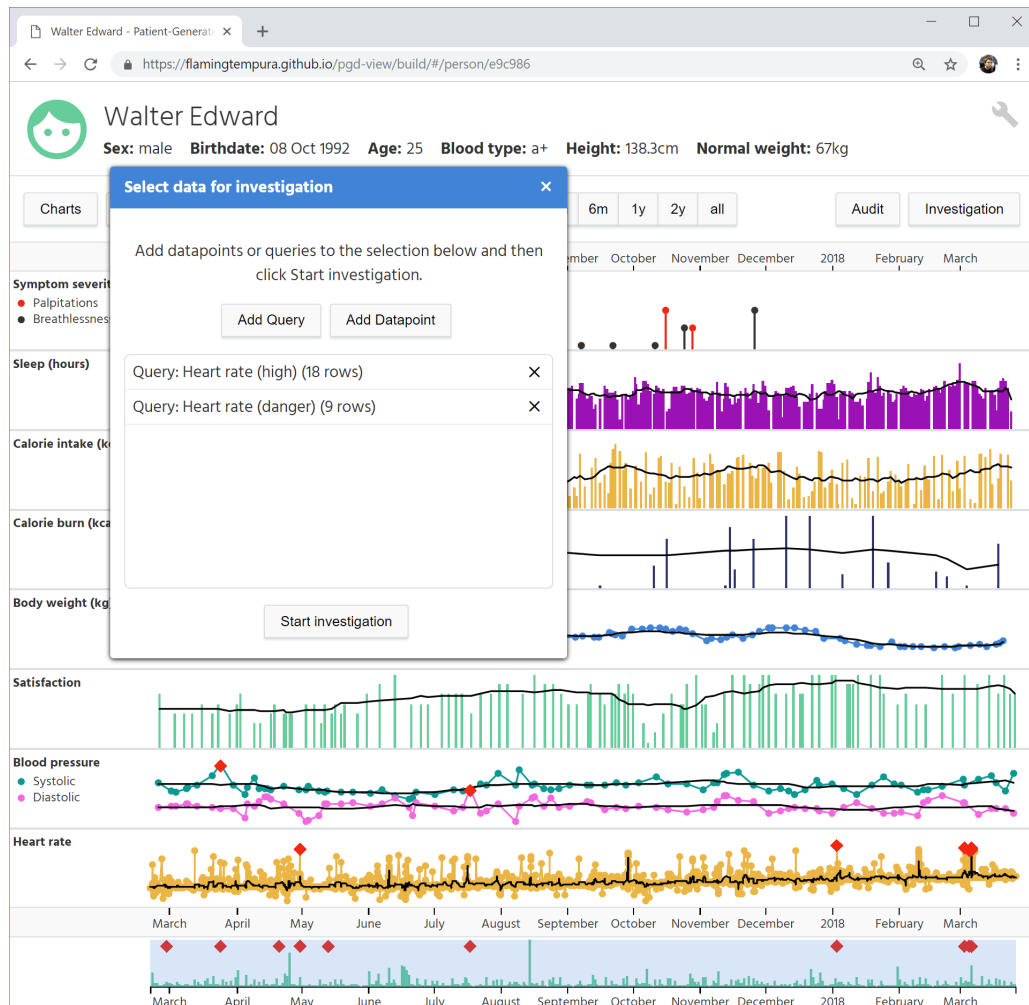 Walter Edward - Patient-Generat
https://flamingtempura.github.io/pgd-view/build/#/person/e9c986
Walter Edward
Sex: male Birthdate: 08 Oct 1992 Age: 25 Blood type: a+ Height: 138.3cm Normal weight: 67kg
Select data for investigation
Charts 6m 1y 2y all Audit Investigation
Add datapoints or queries to the selection below and then
click Start investigation.
mber October November December 2018 February March
Symptom severit
Palpitations
Breathlessnes
Add Query Add Datapoint
Sleep (hours)
Query: Heart rate (high) (18 rows)
Query: Heart rate (danger) (9 rows)
Calorie intake (k
Calorie burn (kca
Body weight (kg
Start investigation
Satisfaction
Blood pressure
Systolic
Diastolic
Heart rate
March April May June July August September October November December 2018 February March
March April May June July August September October November December 2018 February March